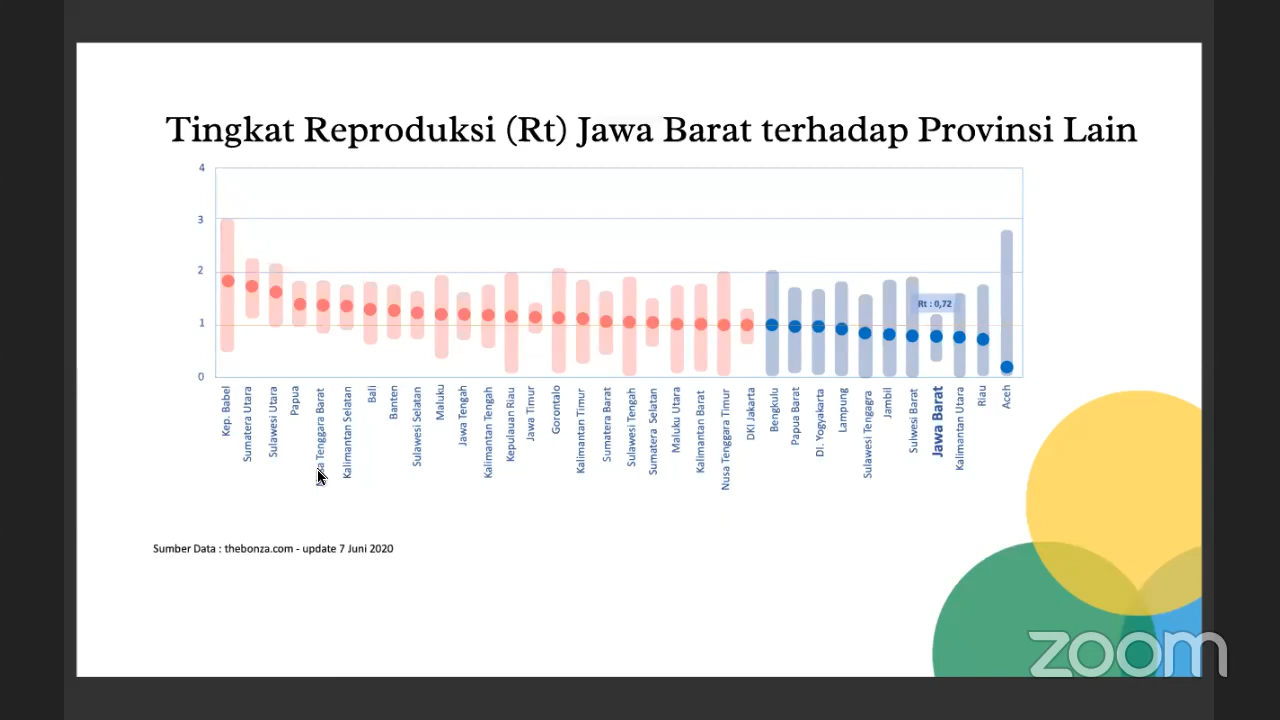 Tingkat Reproduksi (Rt) Jawa Barat terhadap Provinsi Lain
4
3
2
1
0
Rt : 0,72
Kep. Babel
Sumatera Utara
Sulawesi Utara
Papua
Tenggara Barat
Kalimantan Selatan
Bali
Banten
Sulawesi Selatan
Maluku
Jawa Tengah
Kalimantan Tengah
Kepulauan Riau
Jawa Timur
Gorontalo
Kalimantan Timur
Sumatera Barat
Sulawesi Tengah
Sumatera Selatan
Maluku Utara
Kalimantan Barat
Nusa Tenggara Timur
DKI Jakarta
Bengkulu
Papua Barat
DI. Yogyakarta
Lampung
Sulawesi Tengagra
Jambil
Sulwesi Barat
Jawa Barat
Kalimantan Utara
Riau
Aceh
Sumber Data : thebonza.com - update 7 Juni 2020
zoom